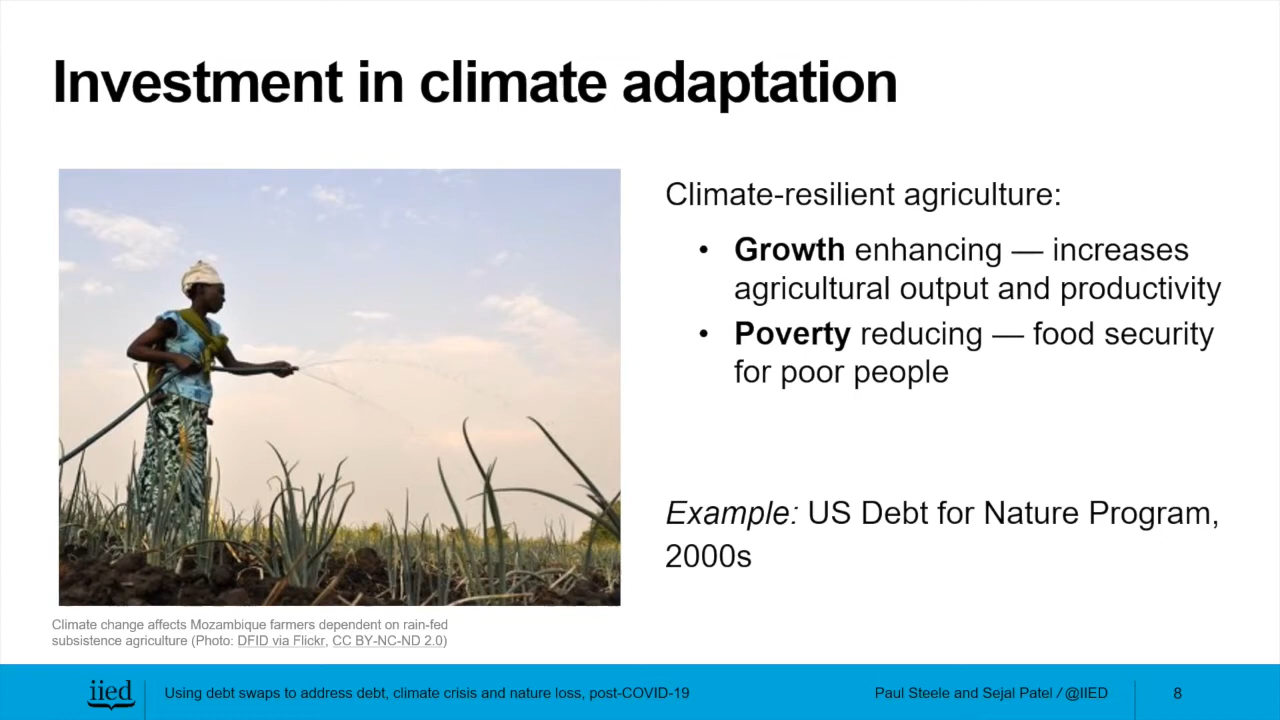 Investment in climate adaptation
Climate-resilient agriculture:
• Growth enhancing — increases
agricultural output and productivity
• Poverty reducing — food security
for poor people
Example: US Debt for Nature Program,
2000s
Climate change affects Mozambique farmers dependent on rain-fed
subsistence agriculture (Photo: DFID via Flickr, CC BY-NC-ND 2.0)
iied
Using debt swaps to address debt, climate crisis and nature loss, post-COVID-19
Paul Steele and Sejal Patel / @IIED
8